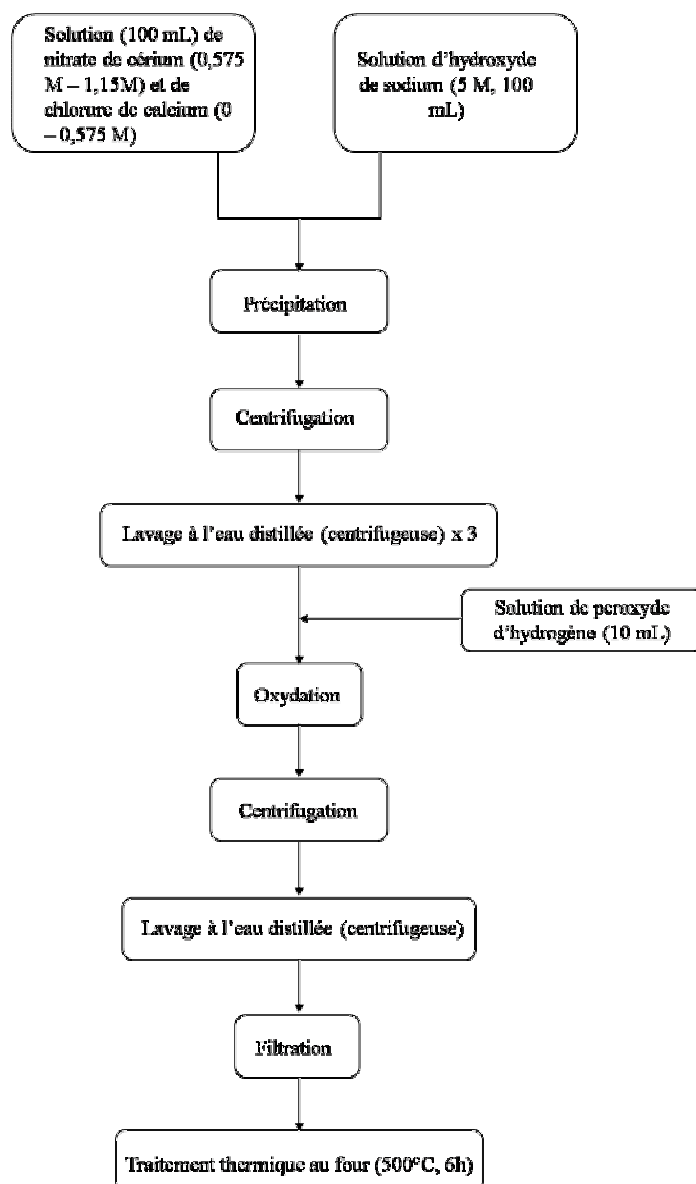 Solution (100 mL) de
nitrate de cérium (0,575
M – 1,15M) et de
chlorure de calcium (0
– 0,575 M)
Solution d'hydroxyde
de sodium (5 M, 100
mL)
Précipitation
Centrifugation
Lavage à l'eau distillée (centrifugeuse) x 3
Solution de peroxyde
d'hydrogène (10 mL)
Oxydation
Centrifugation
Lavage à l'eau distillée (centrifugeuse)
Filtration
Traitement thermique au four (500°C, 6h)